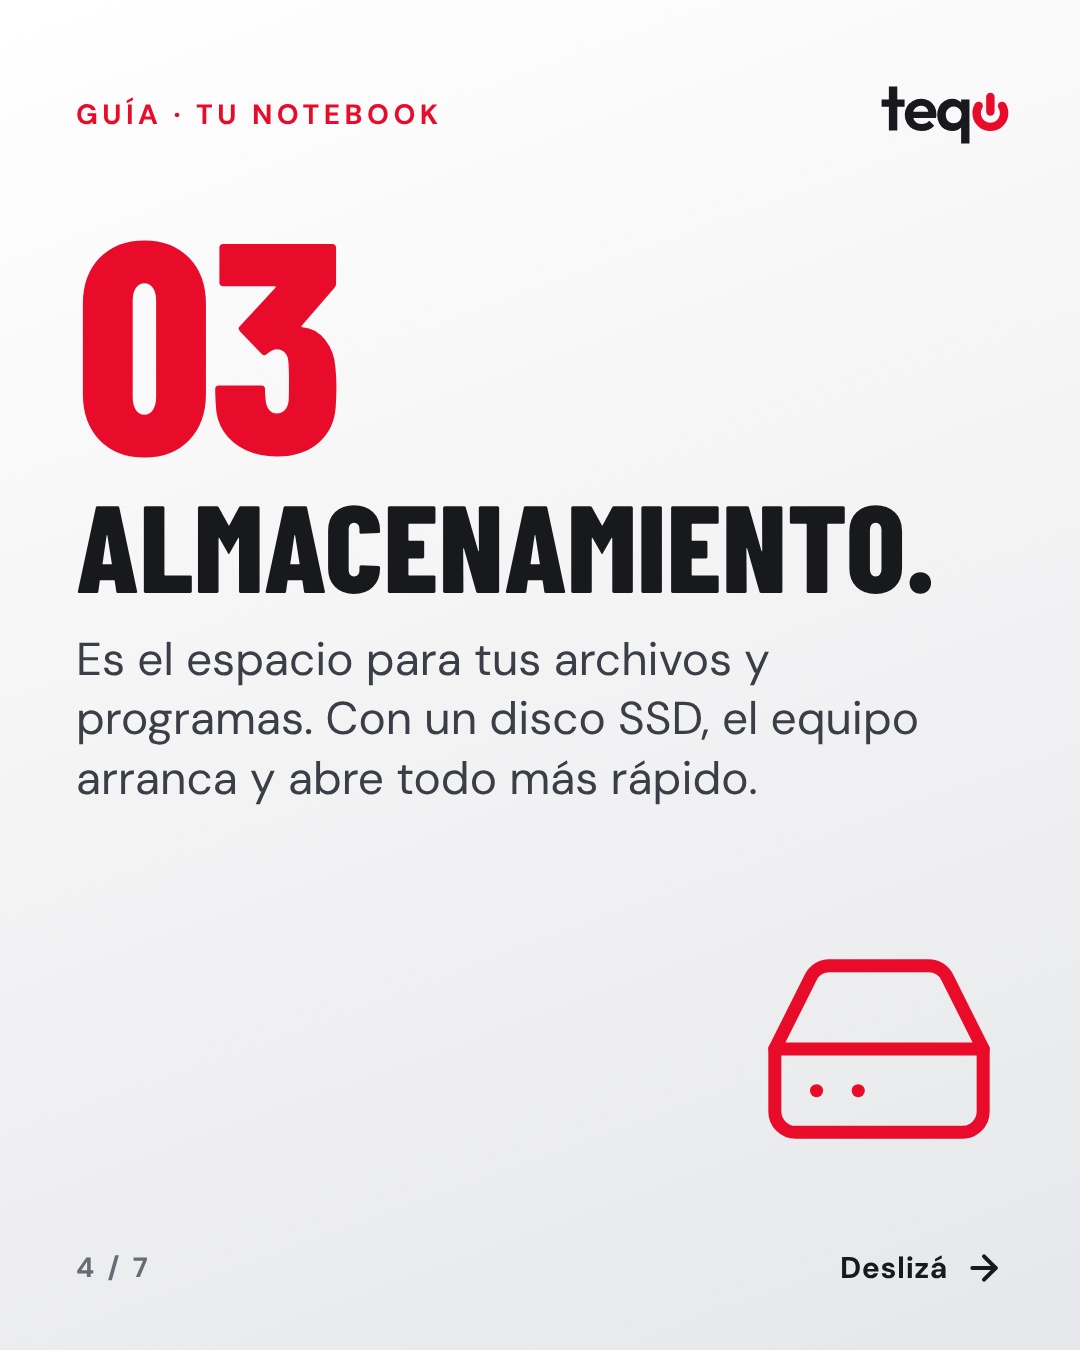 GUÍA · TU NOTEBOOK
teqo
03
ALMACENAMIENTO.
Es el espacio para tus archivos y
programas. Con un disco SSD, el equipo
arranca y abre todo más rápido.
4 / 7
Deslizá →